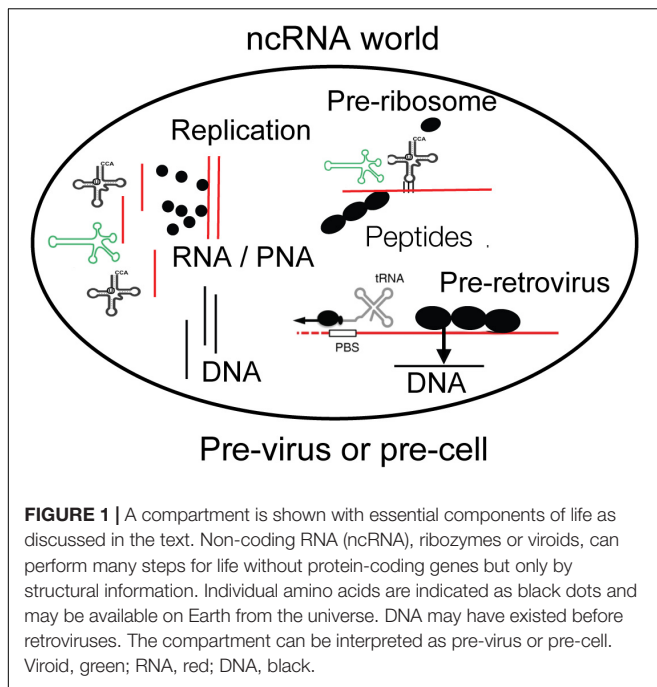 ncRNA world
Pre-ribosome
Replication
CCA
CCA
RNA / PNA
CCA
Peptides .
tRNA
Pre-retrovirus
PBS
DNA
DNA
Pre-virus or pre-cell
FIGURE 1 | A compartment is shown with essential components of life as
discussed in the text. Non-coding RNA (ncRNA), ribozymes or viroids, can
perform many steps for life without protein-coding genes but only by
structural information. Individual amino acids are indicated as black dots and
may be available on Earth from the universe. DNA may have existed before
retroviruses. The compartment can be interpreted as pre-virus or pre-cell.
Viroid, green; RNA, red; DNA, black.